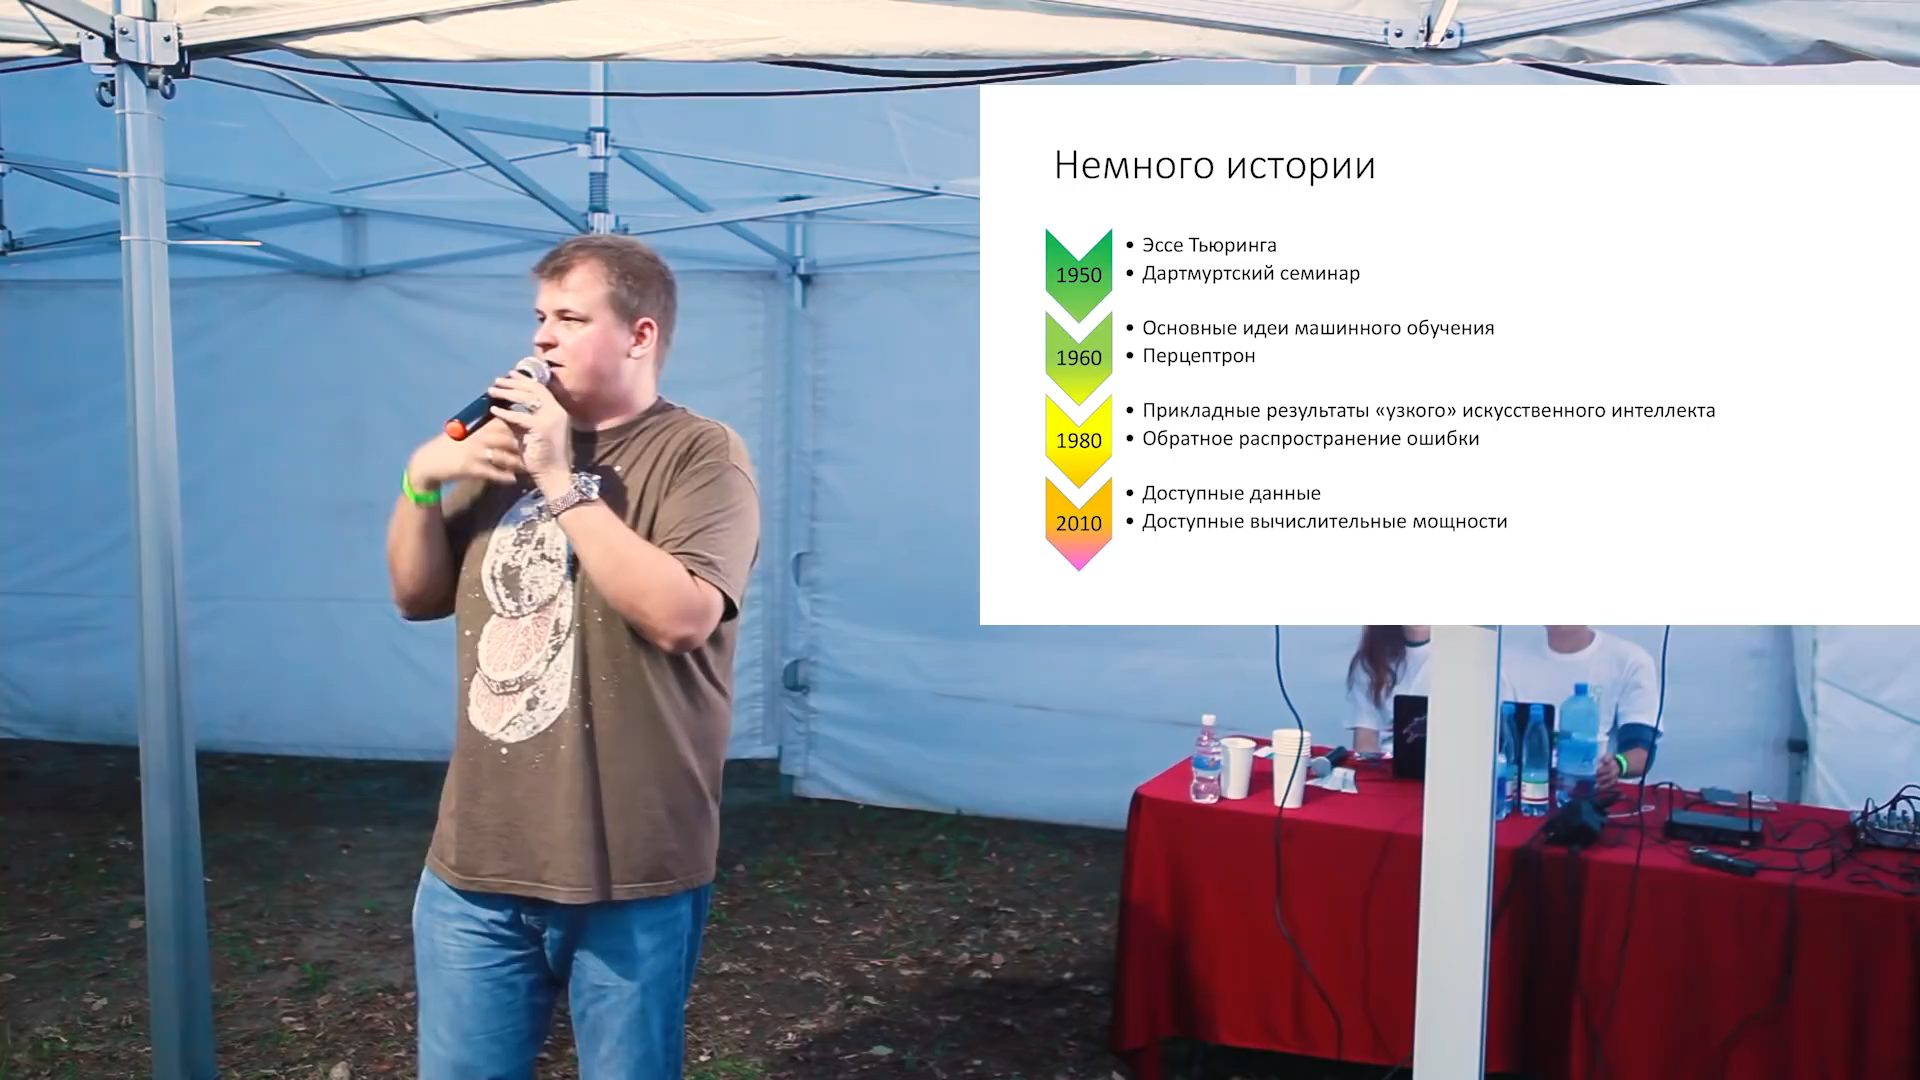 Немного истории
1950
• Эссе Тьюринга
• Дартмуртский семинар
1960
• Основные идеи машинного обучения
• Перцептрон
1980
• Прикладные результаты «узкого» искусственного интеллекта
• Обратное распространение ошибки
2010
• Доступные данные
• Доступные вычислительные мощности